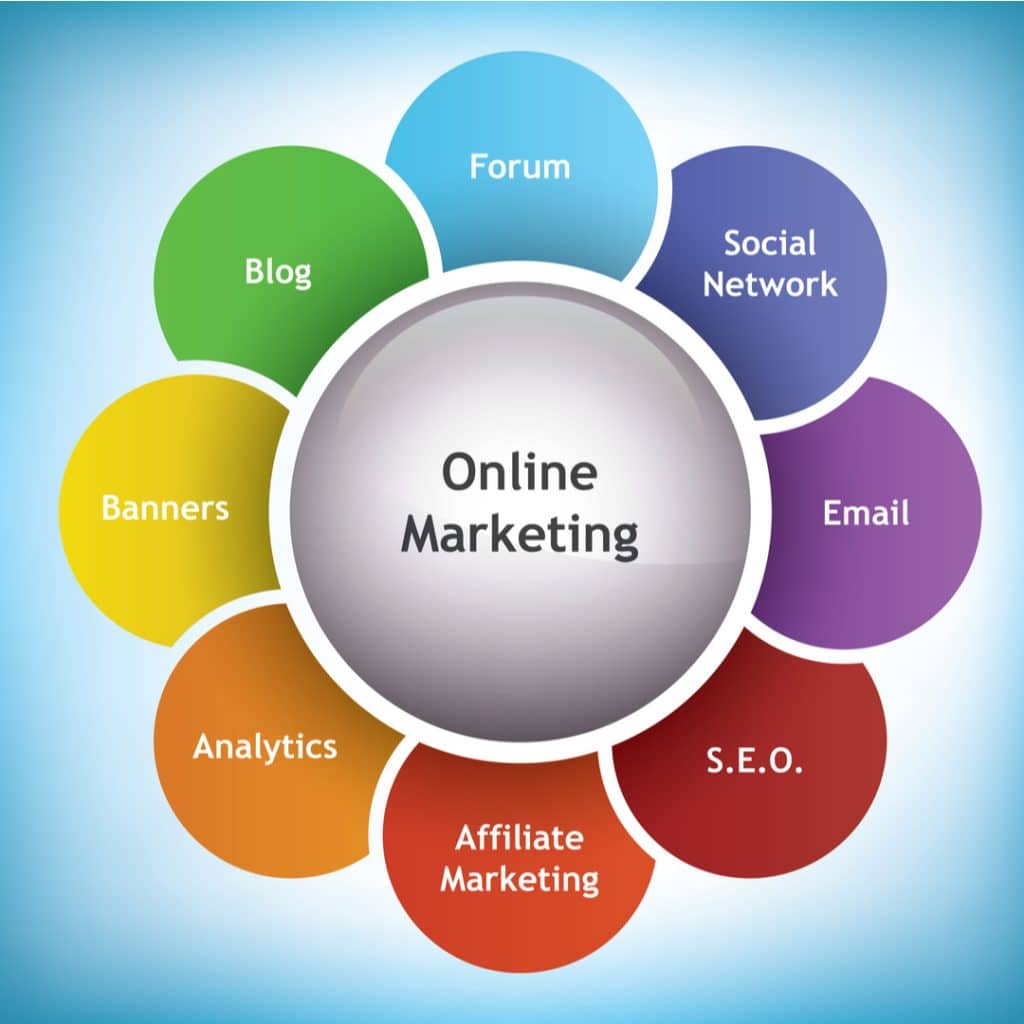 Forum
Social
Network
Blog
Online
Marketing
Banners
Email
Analytics
S.E.O.
Affiliate
Marketing